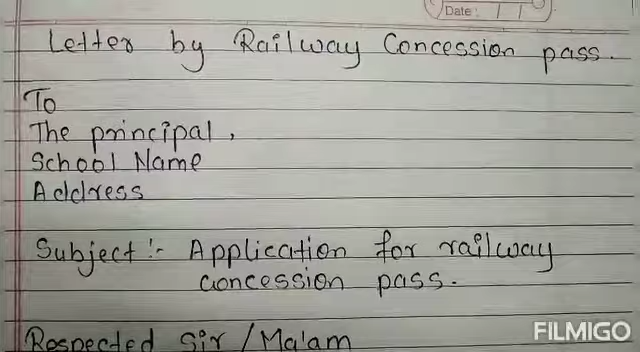 Date: / /
Letter by Railway Concession pass.
To
The principal,
School Name
Address
Subject:- Application for railway
concession pass.
Respected Sir / Ma'am
FILMIGO